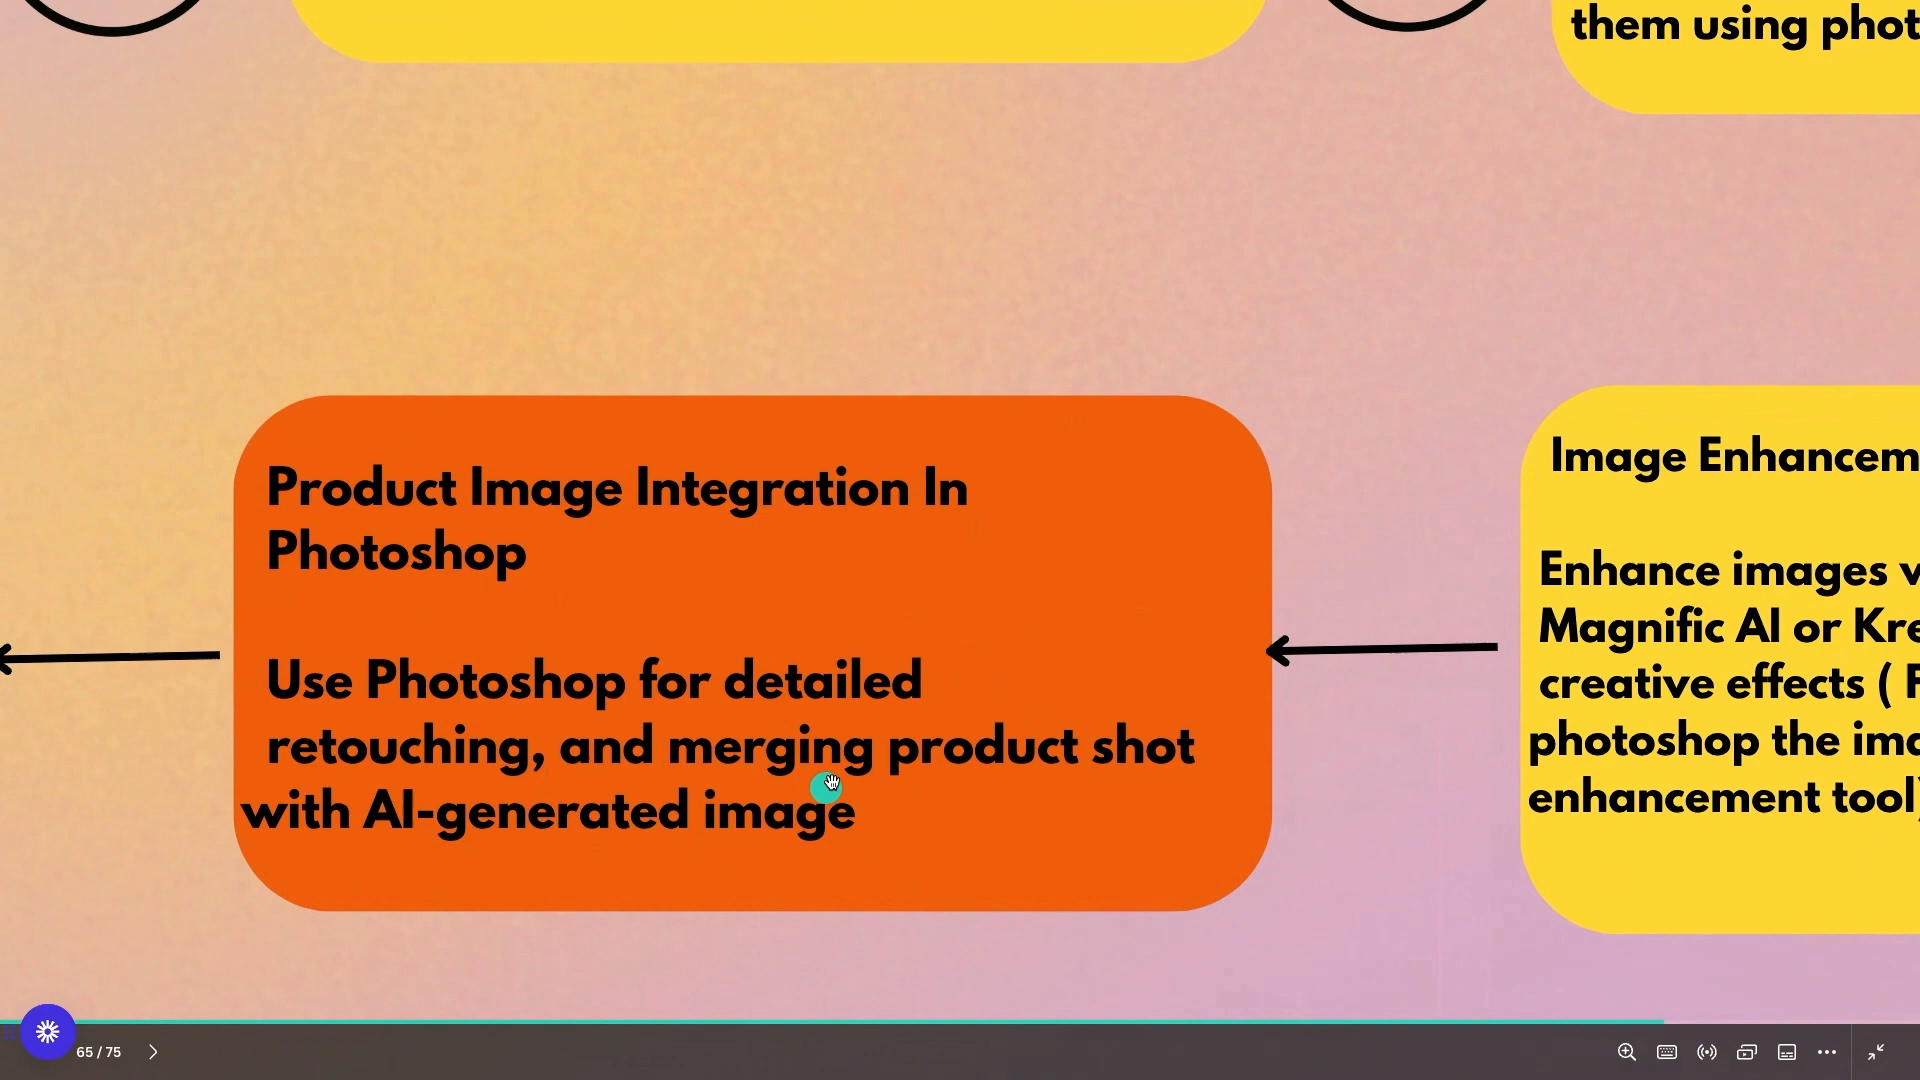 them using phot
Product Image Integration In
Photoshop
Use Photoshop for detailed
retouching, and merging product shot
with AI-generated image
Image Enhancem
Enhance images v
Magnific AI or Kre
creative effects ( F
photoshop the ima
enhancement tool)
65 / 75